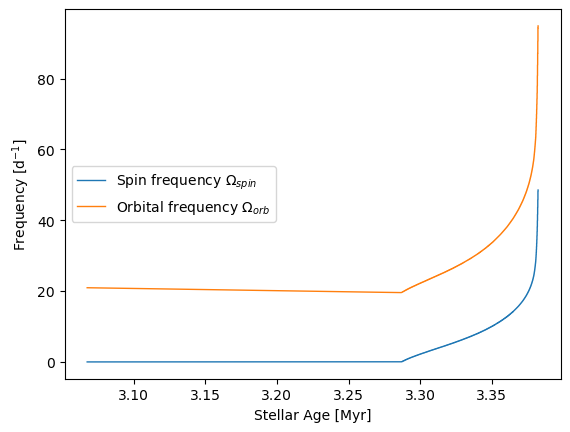 80
60
40
20
0
Frequency [d⁻¹]
Spin frequency Ω_spin
Orbital frequency Ω_orb
3.10 3.15 3.20 3.25 3.30 3.35
Stellar Age [Myr]